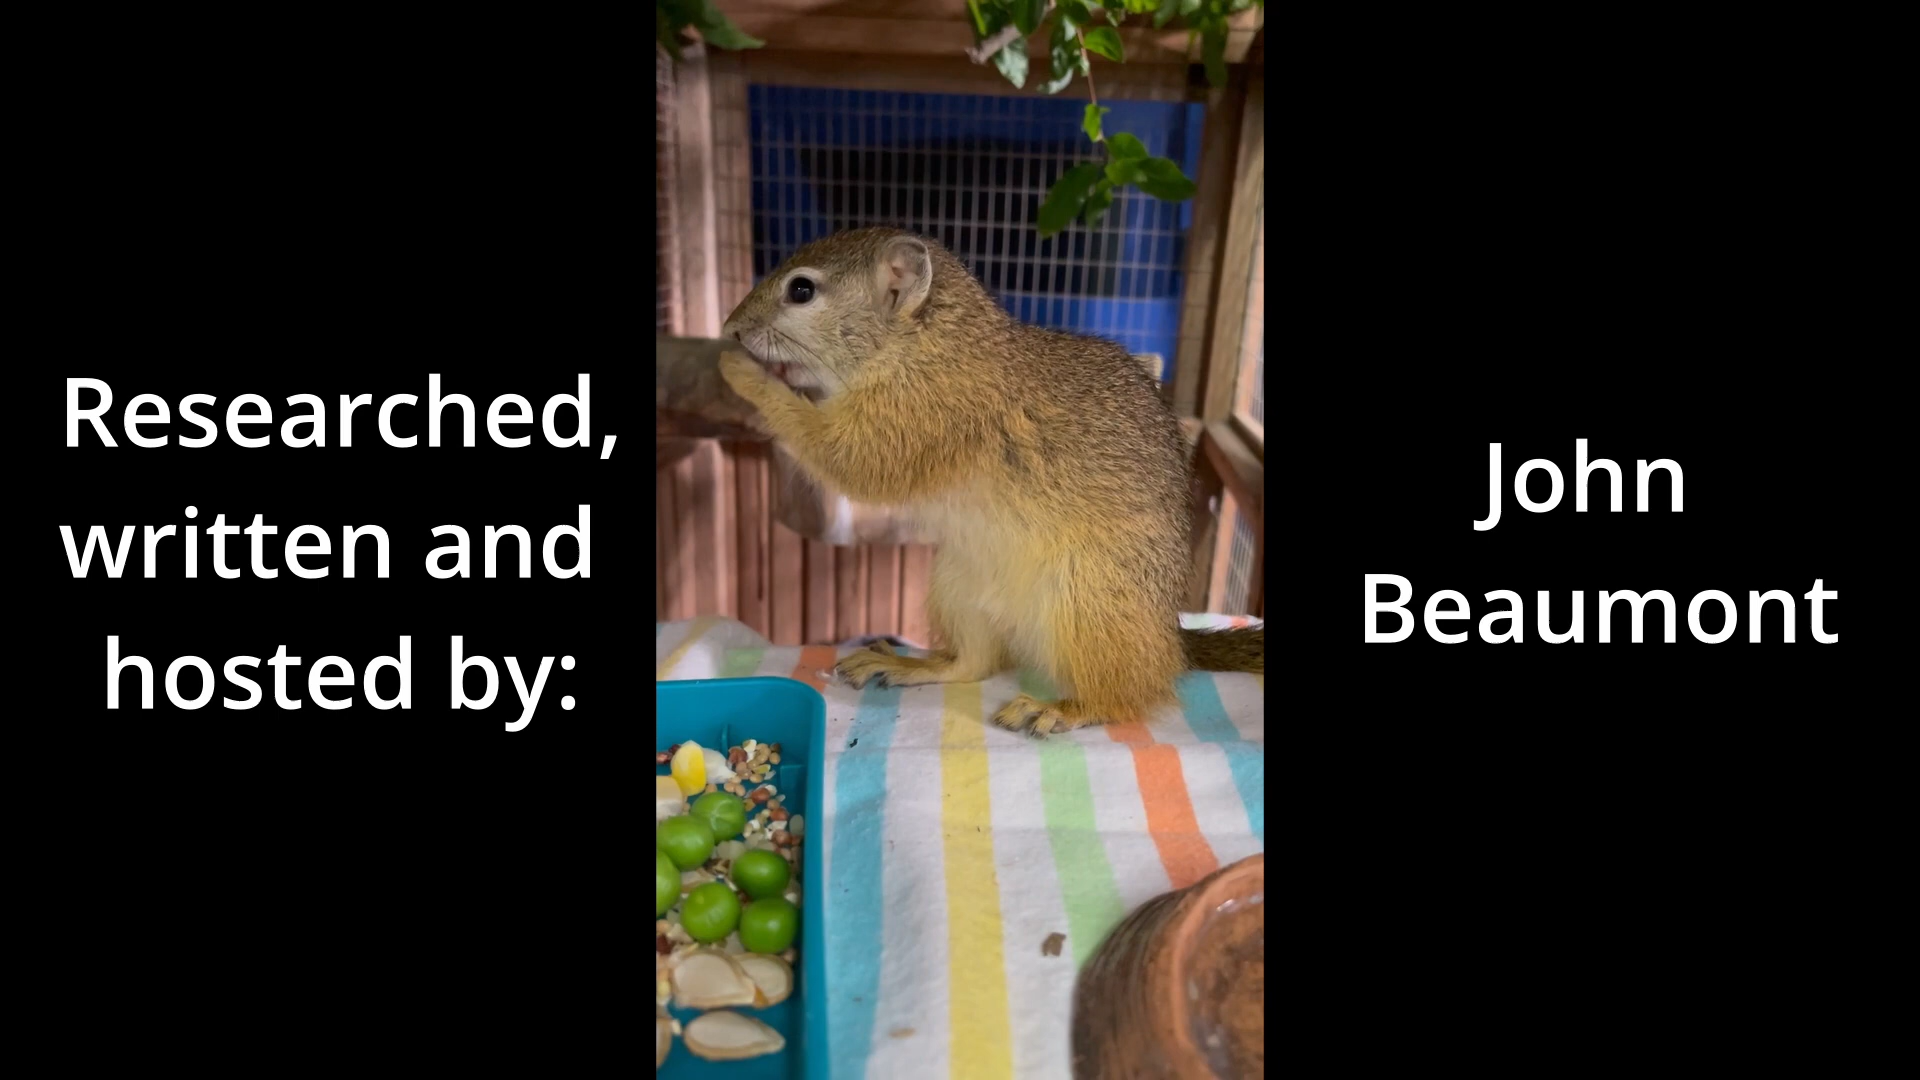 Researched,
written and
hosted by:
John
Beaumont